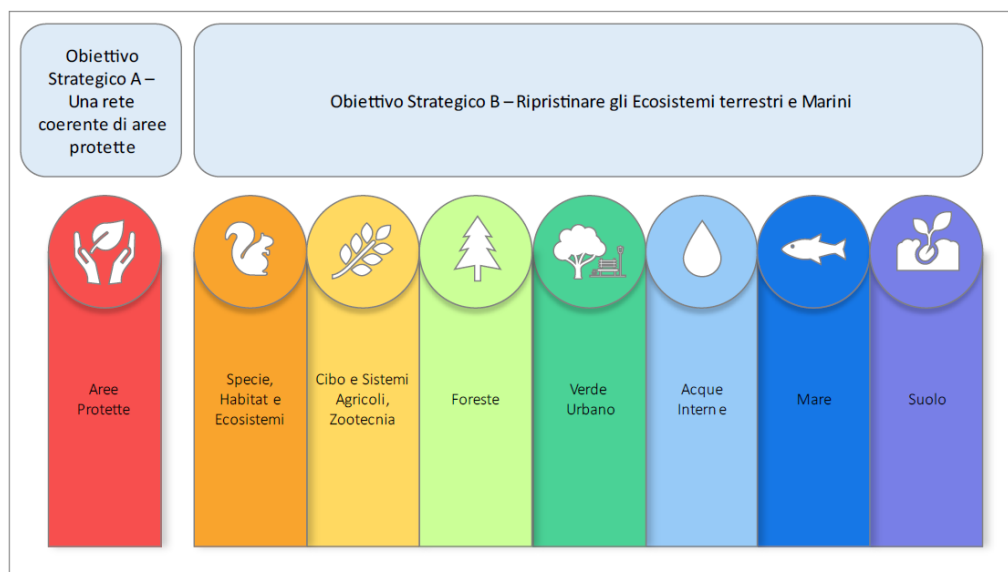 Obiettivo
Strategico A –
Una rete
coerente di aree
protette
Obiettivo Strategico B – Ripristinare gli Ecosistemi terrestri e Marini
Aree
Protette
Specie,
Habitat e
Ecosistemi
Cibo e Sistemi
Agricoli,
Zootecnia
Foreste
Verde
Urbano
Acque
Interne
Mare
Suolo